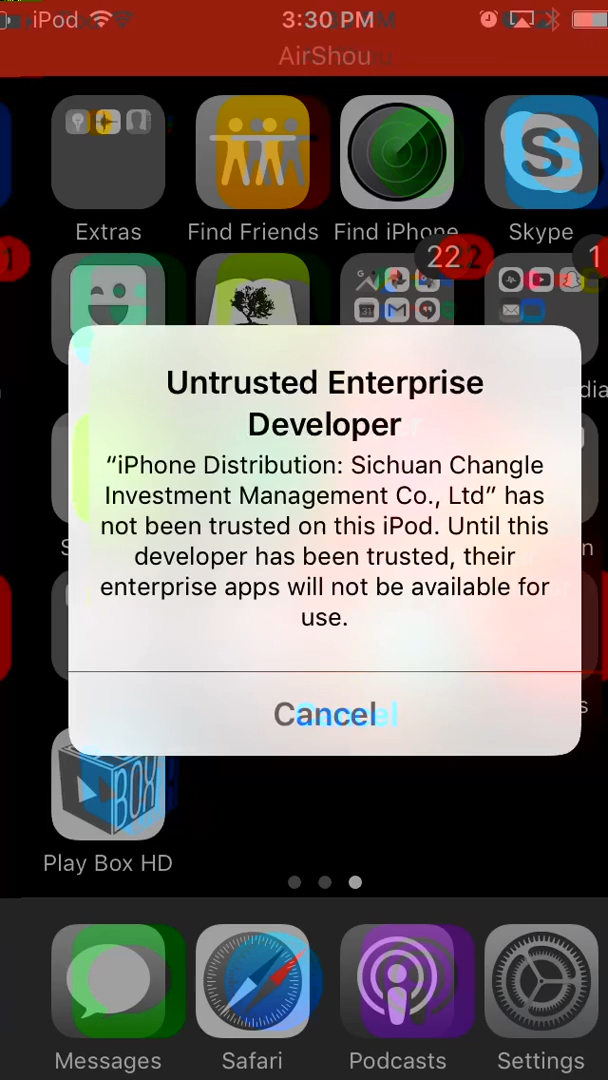 iPod 3:30 PM
AirShou
Extras Find Friends Find iPhone Skype
22 1
Untrusted Enterprise
Developer
“iPhone Distribution: Sichuan Changle
Investment Management Co., Ltd” has
not been trusted on this iPod. Until this
developer has been trusted, their
enterprise apps will not be available for
use.
Cancel
BOX
Play Box HD
Messages Safari Podcasts Settings